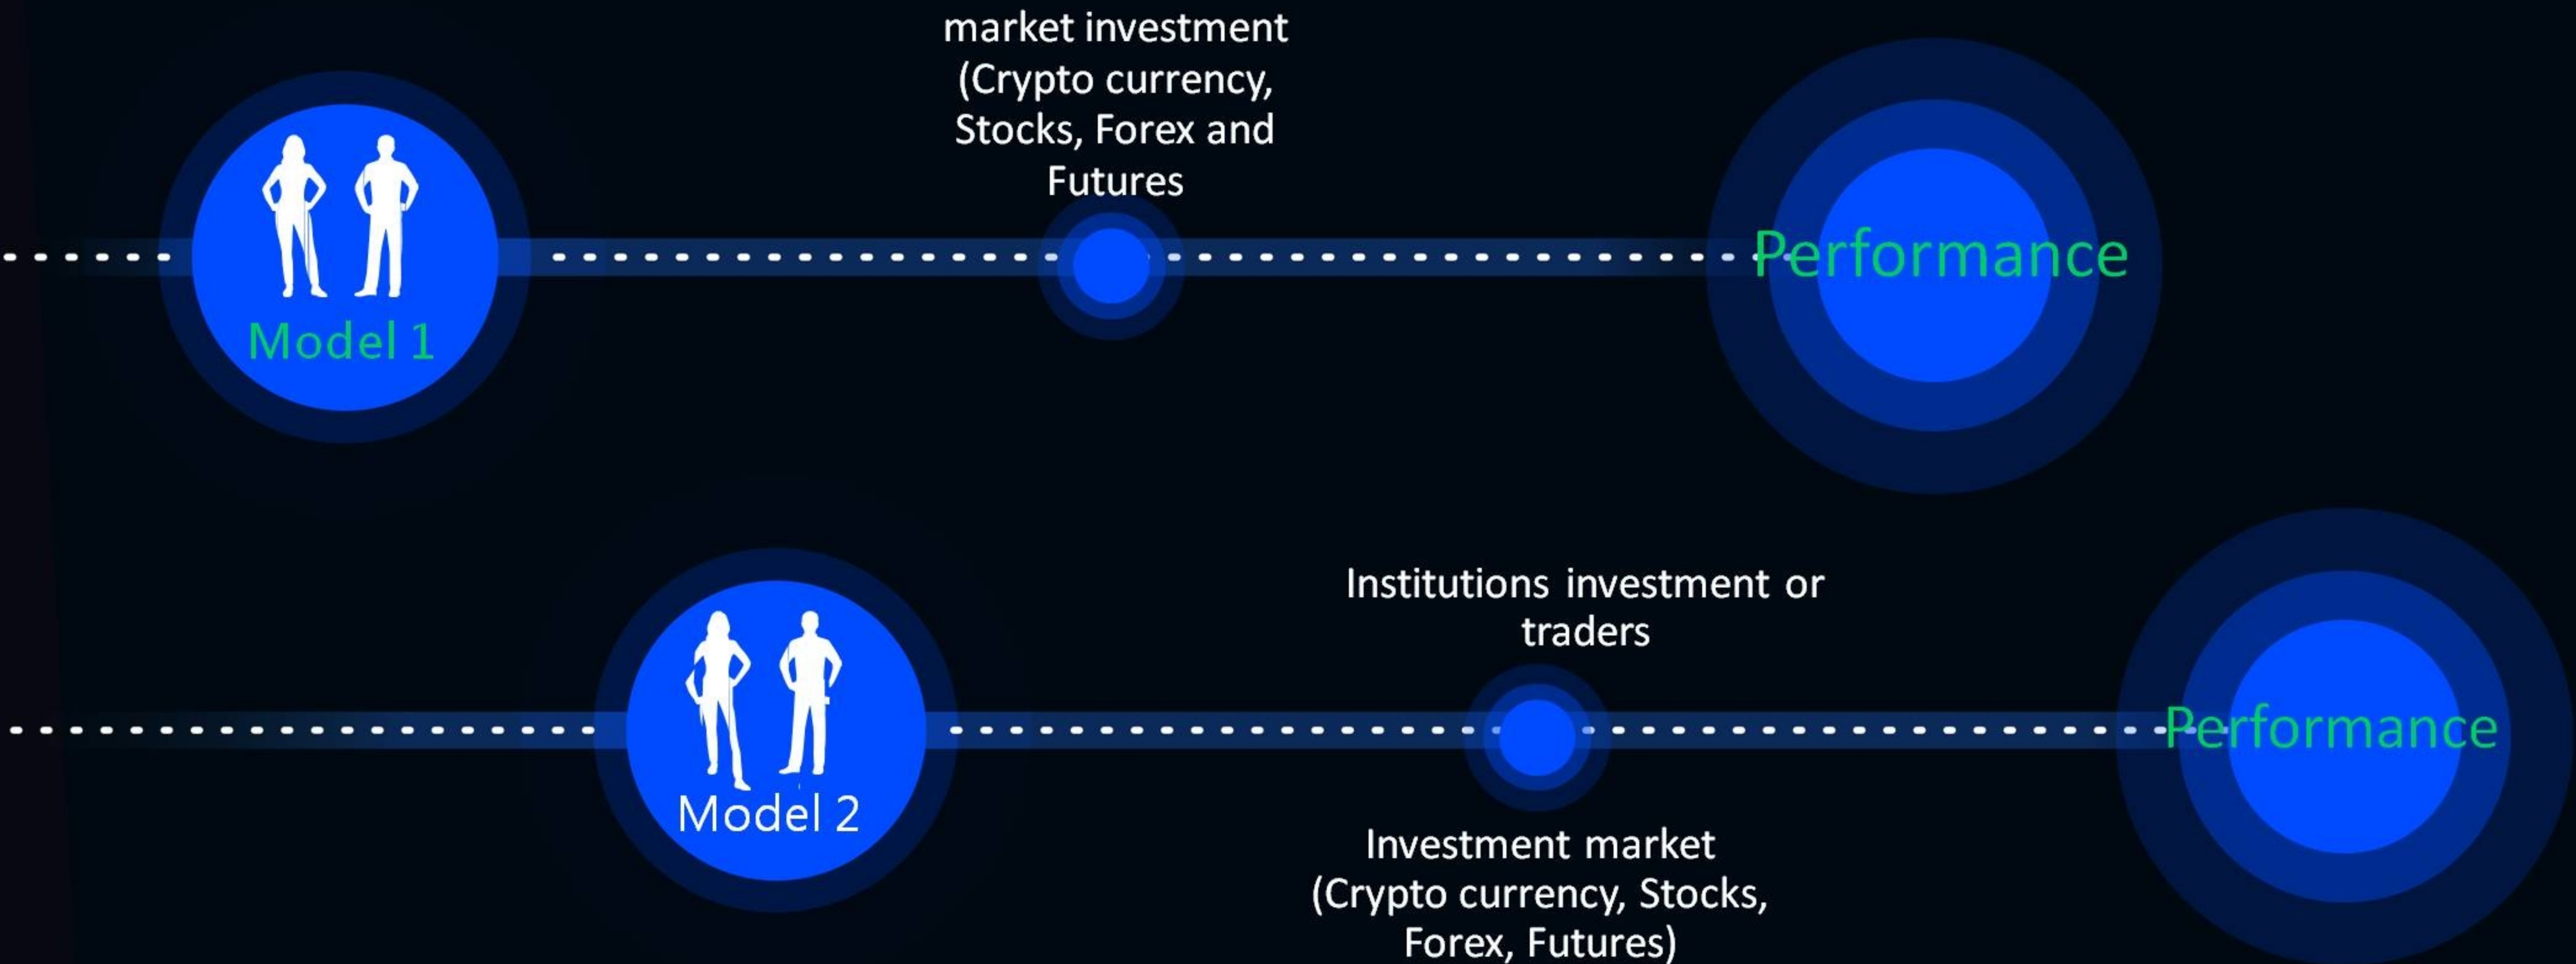 market investment
(Crypto currency,
Stocks, Forex and
Futures
Performance
Model 1
Institutions investment or
traders
Performance
Model 2
Investment market
(Crypto currency, Stocks,
Forex, Futures)